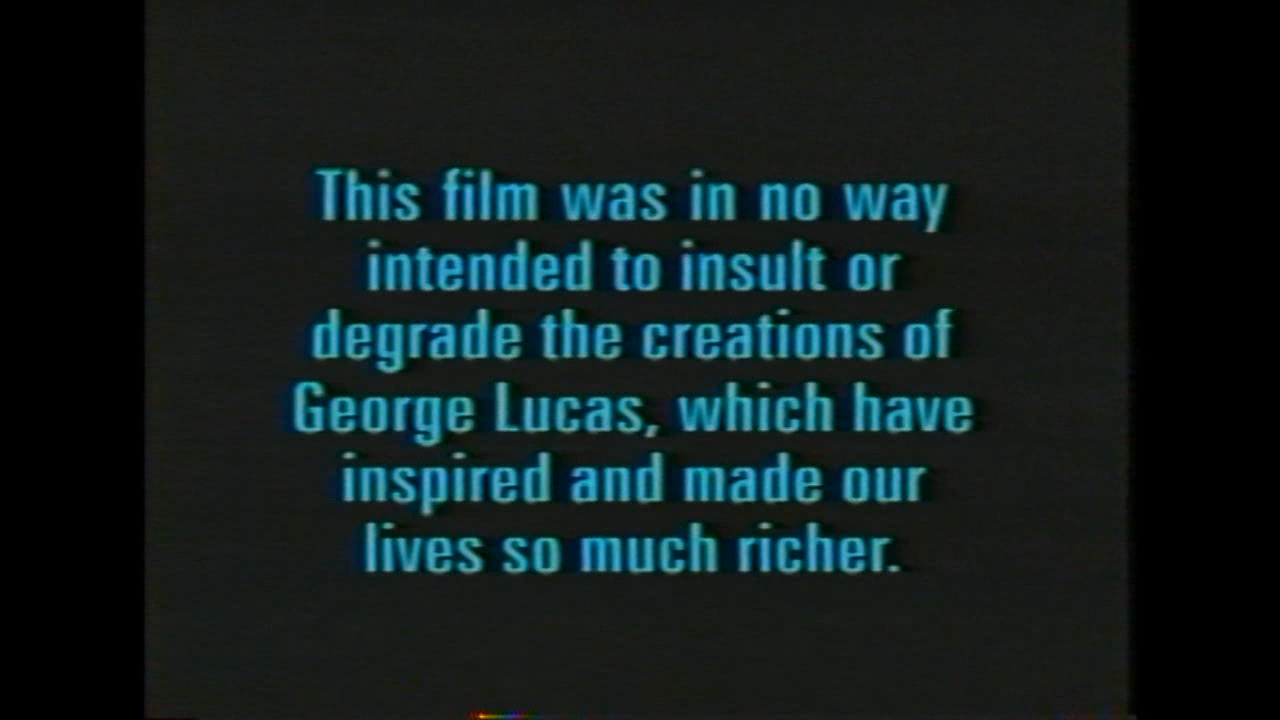 This film was in no way
intended to insult or
degrade the creations of
George Lucas, which have
inspired and made our
lives so much richer.